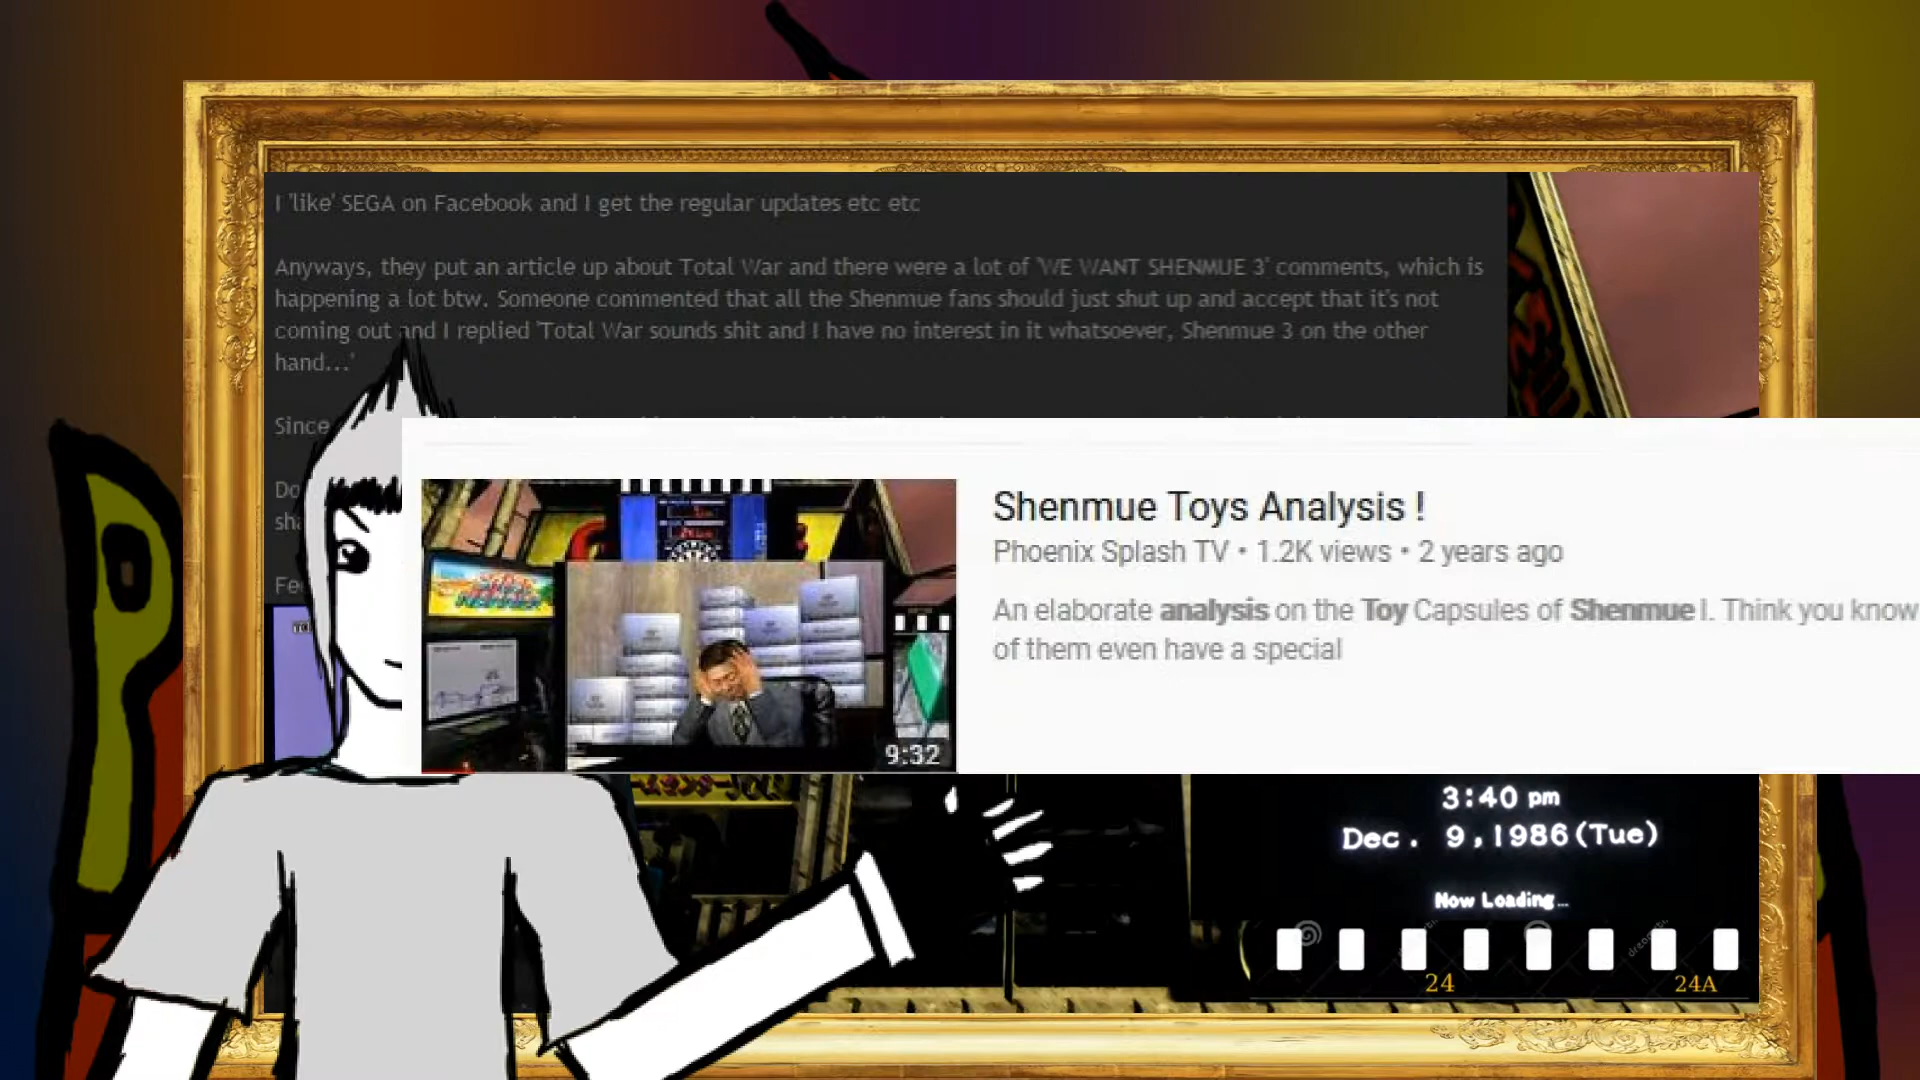 I 'like' SEGA on Facebook and I get the regular updates etc etc
Anyways, they put an article up about Total War and there were a lot of 'WE WANT SHENMUE 3' comments, which is
happening a lot btw. Someone commented that all the Shenmue fans should just shut up and accept that it's not
coming out and I replied 'Total War sounds shit and I have no interest in it whatsoever, Shenmue 3 on the other
hand...'
Since
Do
sha
Fe
Shenmue Toys Analysis !
Phoenix Splash TV • 1.2K views • 2 years ago
An elaborate analysis on the Toy Capsules of Shenmue I. Think you know
of them even have a special
9:32
3:40 pm
Dec. 9,1986(Tue)
Now Loading...
24
24A